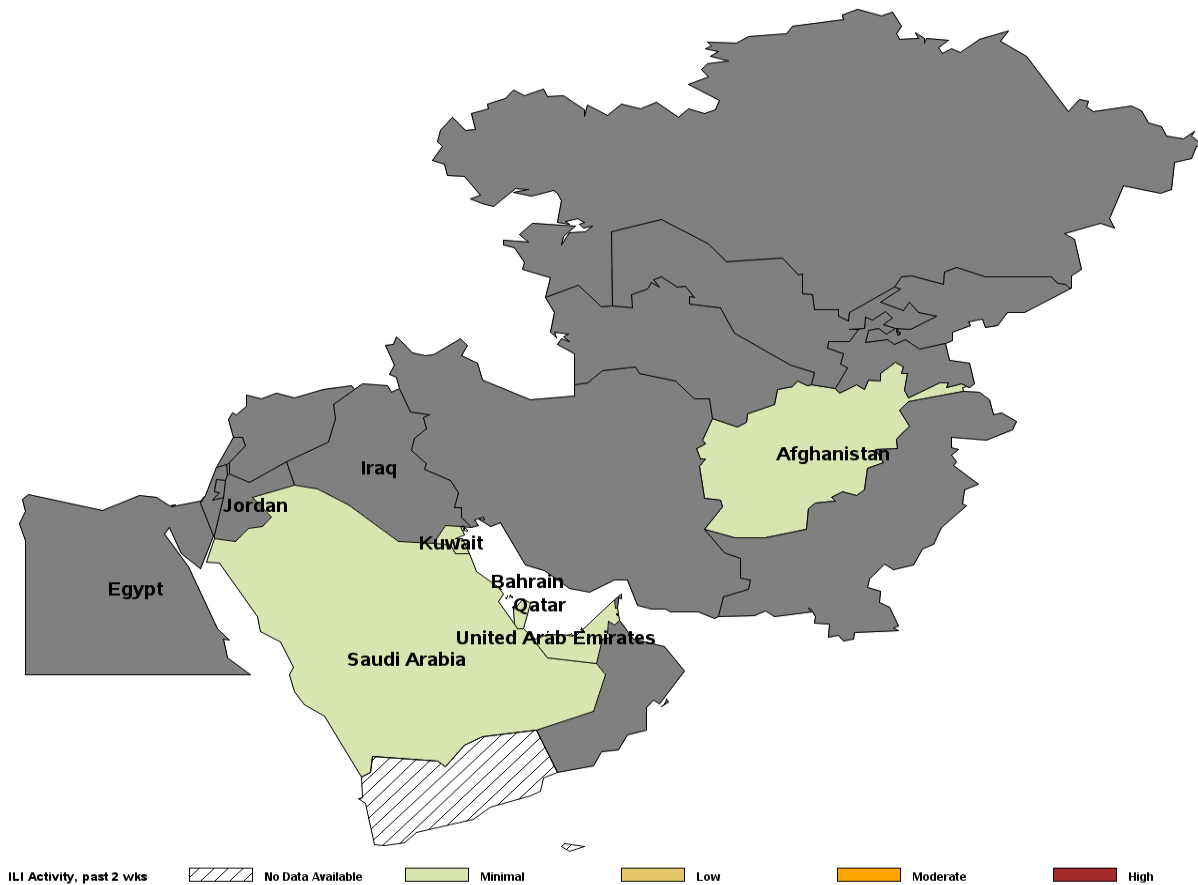 Afghanistan
Iraq
Jordan
Kuwait
Bahrain
Egypt
Qatar
United Arab Emirates
Saudi Arabia
ILI Activity, past 2 wks
No Data Available
Minimal
Low
Moderate
High